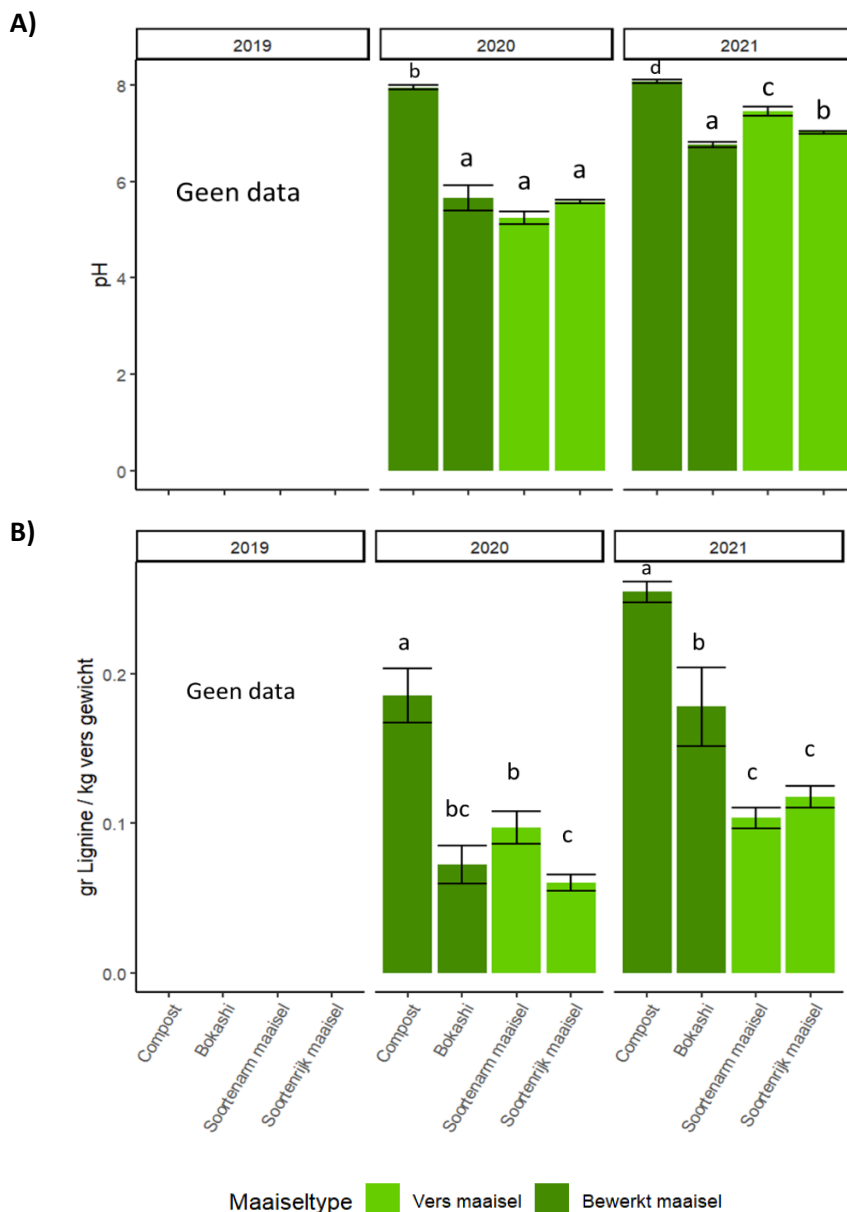 A)
2019 2020 2021
b d
c
a b
a a a
Geen data
pH
8
6
4
2
0
B)
2019 2020 2021
a
a b
Geen data
b c c
bc c
gr Lignine / kg vers gewicht
0.2
0.1
0.0
Compost Bokashi Soortenarm maaisel Soortenrijk maaisel
Compost Bokashi Soortenarm maaisel Soortenrijk maaisel
Compost Bokashi Soortenarm maaisel Soortenrijk maaisel
Maaiseltype Vers maaisel Bewerkt maaisel